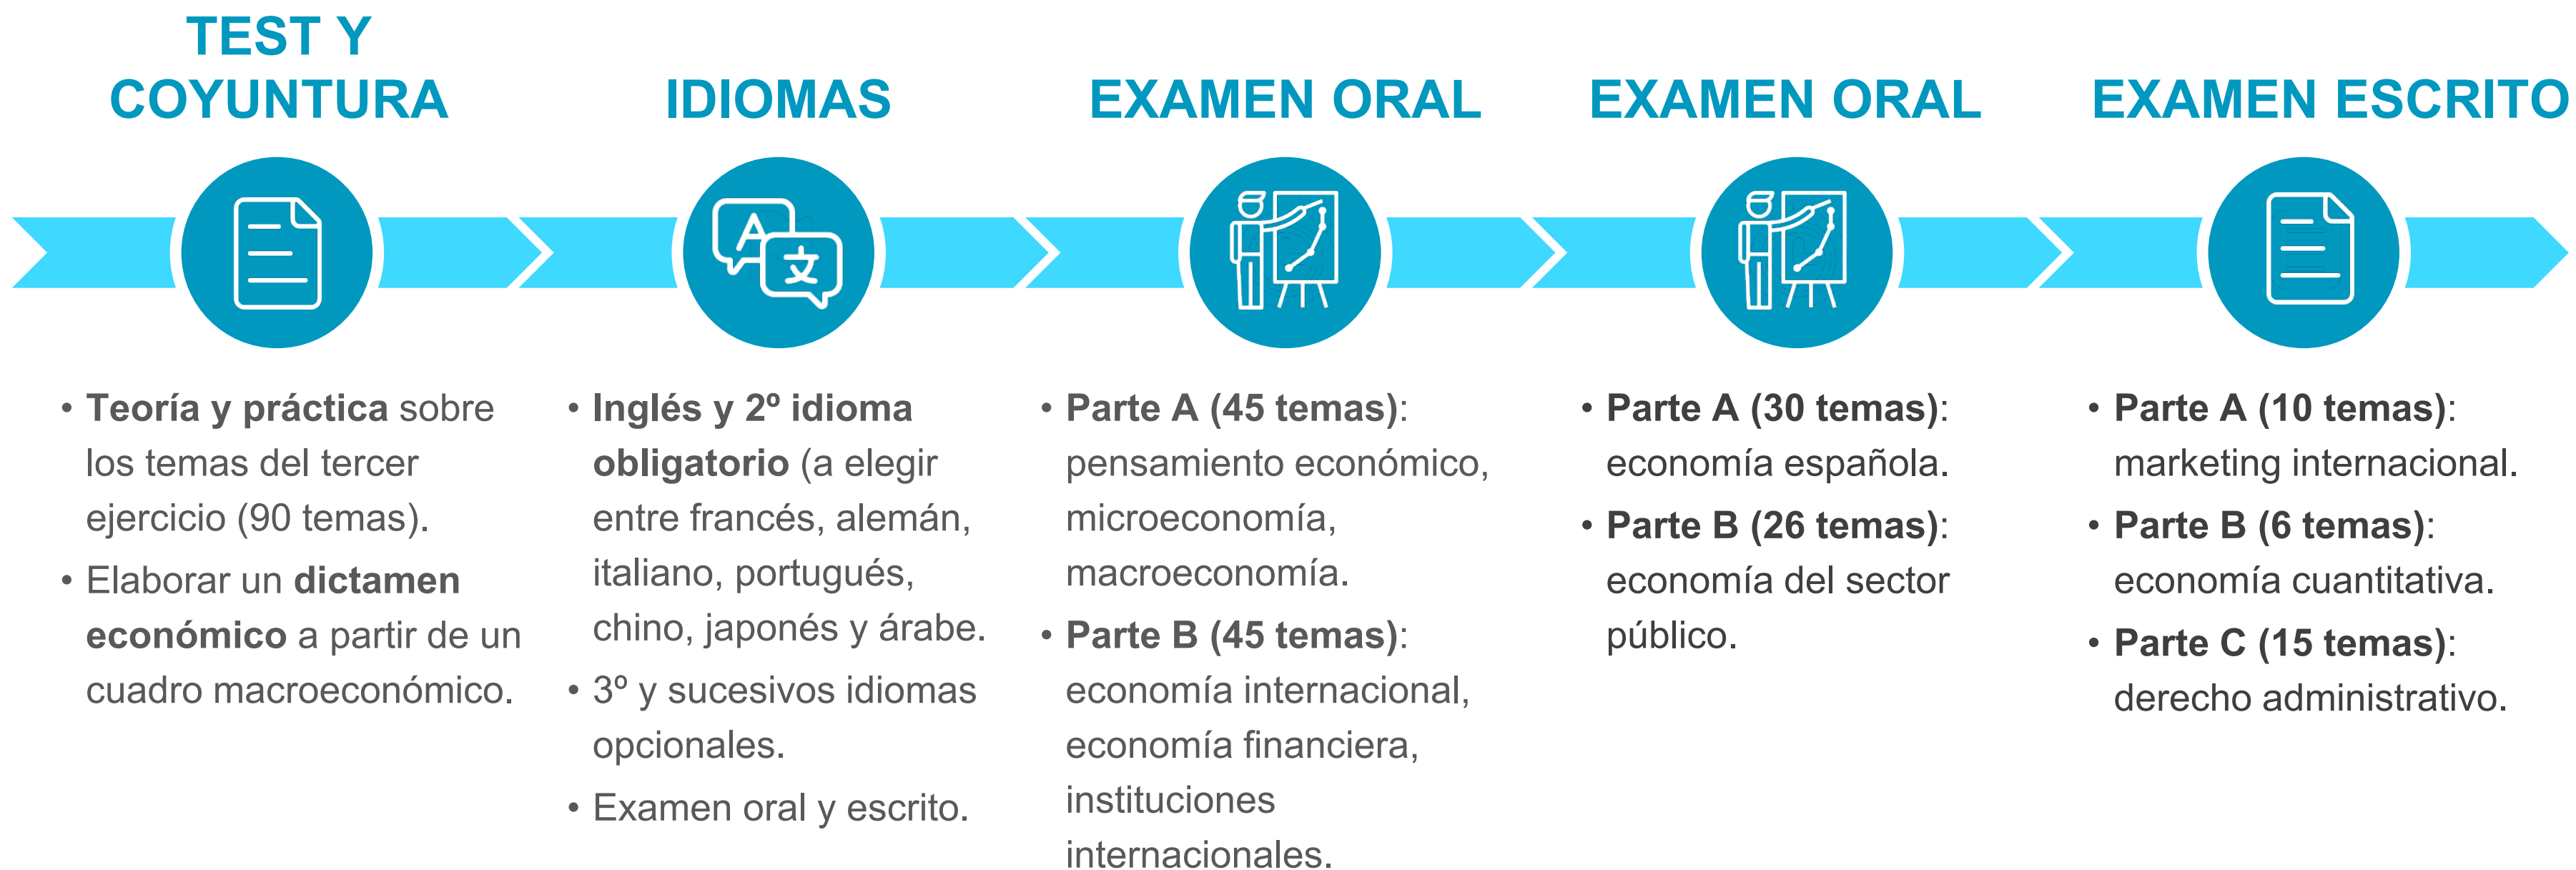 TEST Y
COYUNTURA
• Teoría y práctica sobre
los temas del tercer
ejercicio (90 temas).
• Elaborar un dictamen
económico a partir de un
cuadro macroeconómico.
IDIOMAS
A
文
• Inglés y 2º idioma
obligatorio (a elegir
entre francés, alemán,
italiano, portugués,
chino, japonés y árabe.
• 3º y sucesivos idiomas
opcionales.
• Examen oral y escrito.
EXAMEN ORAL
• Parte A (45 temas):
pensamiento económico,
microeconomía,
macroeconomía.
• Parte B (45 temas):
economía internacional,
economía financiera,
instituciones
internacionales.
EXAMEN ORAL
• Parte A (30 temas):
economía española.
• Parte B (26 temas):
economía del sector
público.
EXAMEN ESCRITO
• Parte A (10 temas):
marketing internacional.
• Parte B (6 temas):
economía cuantitativa.
• Parte C (15 temas):
derecho administrativo.